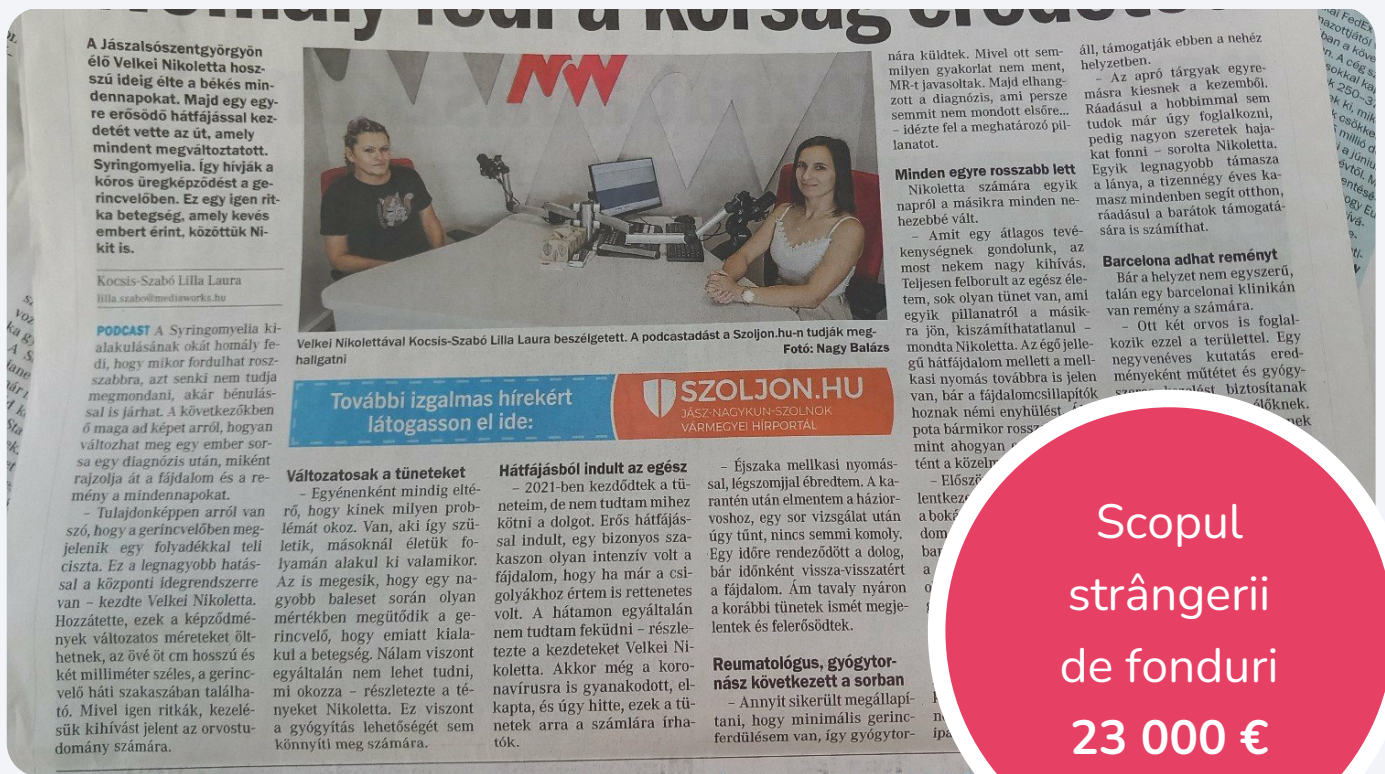 Homály födi a kórság eredetét
A Jászalsószentgyörgyön
élő Velkei Nikoletta hosz-
szú ideig élte a békés min-
dennapokat. Majd egy egy-
re erősödő hátfájással kez-
detét vette az út, amely
mindent megváltoztatott.
Syringomyelia. Így hívják a
kóros üregképződést a ge-
rincvelőben. Ez egy igen rit-
ka betegség, amely kevés
embert érint, közöttük Ni-
kit is.
Kocsis-Szabó Lilla Laura
lilla.szabo@mediaworks.hu
PODCAST A Syringomyelia ki-
alakulásának okát homály fe-
di, hogy mikor fordulhat rosz-
szabbra, azt senki nem tudja
megmondani, akár bénulás-
sal is járhat. A következőkben
ő maga ad képet arról, hogyan
változhat meg egy ember sor-
sa egy diagnózis után, miként
rajzolja át a fájdalom és a re-
mény a mindennapokat.
– Tulajdonképpen arról van
szó, hogy a gerincvelőben meg-
jelenik egy folyadékkal teli
ciszta. Ez a legnagyobb hatás-
sal a központi idegrendszerre
van – kezdte Velkei Nikoletta.
Hozzátette, ezek a képződmé-
nyek változatos méreteket ölt-
hetnek, az övé öt cm hosszú és
két milliméter széles, a gerinc-
velő háti szakaszában találha-
tó. Mivel igen ritkák, kezelé-
sük kihívást jelent az orvostu-
domány számára.
NW
Velkei Nikolettával Kocsis-Szabó Lilla Laura beszélgetett. A podcastadást a Szoljon.hu-n tudják meg-
hallgatni
Fotó: Nagy Balázs
További izgalmas hírekért
látogasson el ide:
SZOLJON.HU
JÁSZ-NAGYKUN-SZOLNOK
VÁRMEGYEI HÍRPORTÁL
Változatosak a tüneteket
– Egyénenként mindig elté-
rő, hogy kinek milyen prob-
lémát okoz. Van, aki így szü-
letik, másoknál életük fo-
lyamán alakul ki valamikor.
Az is megesik, hogy egy na-
gyobb baleset során olyan
mértékben megütődik a ge-
rincvelő, hogy emiatt kiala-
kul a betegség. Nálam viszont
egyáltalán nem lehet tudni,
mi okozza – részletezte a té-
nyeket Nikoletta. Ez viszont
a gyógyítás lehetőségét sem
könnyíti meg számára.
Hátfájásból indult az egész
– 2021-ben kezdődtek a tü-
neteim, de nem tudtam mihez
kötni a dolgot. Erős hátfájás-
sal indult, egy bizonyos sza-
kaszon olyan intenzív volt a
fájdalom, hogy ha már a csi-
golyákhoz értem is rettenetes
volt. A hátamon egyáltalán
nem tudtam feküdni – részle-
tezte a kezdeteket Velkei Ni-
koletta. Akkor még a koro-
navírusra is gyanakodott, el-
kapta, és úgy hitte, ezek a tü-
netek arra a számlára írha-
tók.
– Éjszaka mellkasi nyomás-
sal, légszomjjal ébredtem. A ka-
rantén után elmentem a házior-
voshoz, egy sor vizsgálat után
úgy tűnt, nincs semmi komoly.
Egy időre rendeződött a dolog,
bár időnként vissza-visszatért
a fájdalom. Ám tavaly nyáron
a korábbi tünetek ismét megje-
lentek és felerősödtek.
Reumatológus, gyógytor-
nász következett a sorban
– Annyit sikerült megállapí-
tani, hogy minimális gerinc-
ferdülésem van, így gyógytor-
nára küldtek. Mivel ott sem-
milyen gyakorlat nem ment,
MR-t javasoltak. Majd elhang-
zott a diagnózis, ami persze
semmit nem mondott elsőre...
– idézte fel a meghatározó pil-
lanatot.
Minden egyre rosszabb lett
Nikoletta számára egyik
napról a másikra minden ne-
hezebbé vált.
– Amit egy átlagos tevé-
kenységnek gondolunk, az
most nekem nagy kihívás.
Teljesen felborult az egész éle-
tem, sok olyan tünet van, ami
egyik pillanatról a másik-
ra jön, kiszámíthatatlanul –
mondta Nikoletta. Az égő jelle-
gű hátfájdalom mellett a mell-
kasi nyomás továbbra is jelen
van, bár a fájdalomcsillapítók
hoznak némi enyhülést
pota bármikor rossz
mint ahogyan
tént a közelm
– Előszö
lentkez
a boká
dom
áll, támogatják ebben a nehéz
helyzetben.
– Az apró tárgyak egyre-
másra kiesnek a kezemből.
Ráadásul a hobbimmal sem
tudok már úgy foglalkozni,
pedig nagyon szeretek haja-
kat fonni – sorolta Nikoletta.
Egyik legnagyobb támasza
a lánya, a tizennégy éves ka-
masz mindenben segít otthon,
ráadásul a barátok támogatá-
sára is számíthat.
Barcelona adhat reményt
Bár a helyzet nem egyszerű,
talán egy barcelonai klinikán
van remény a számára.
– Ott két orvos is foglal-
kozik ezzel a területtel. Egy
negyvenéves kutatás ered-
ményeként műtétet és gyógy-
biztosítanak
élőknek.
Scopul
strângerii
de fonduri
23 000 €